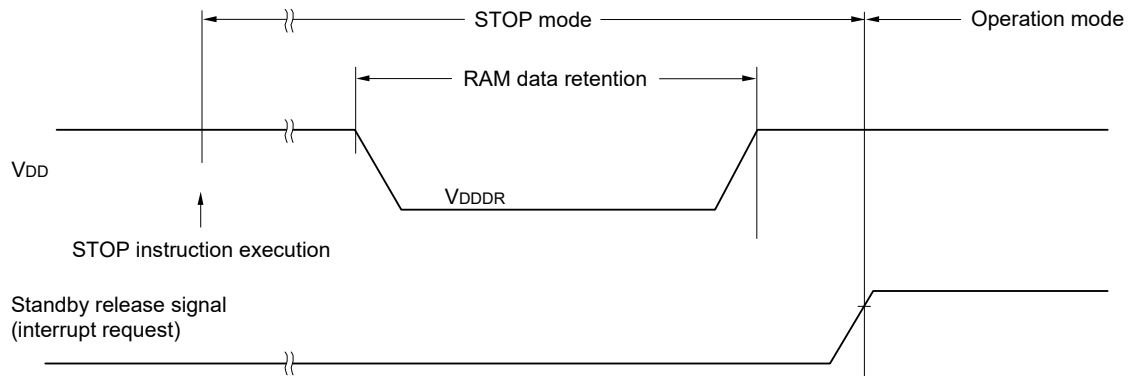 STOP mode
Operation mode
RAM data retention
VDD
VDDDR
STOP instruction execution
Standby release signal
(interrupt request)